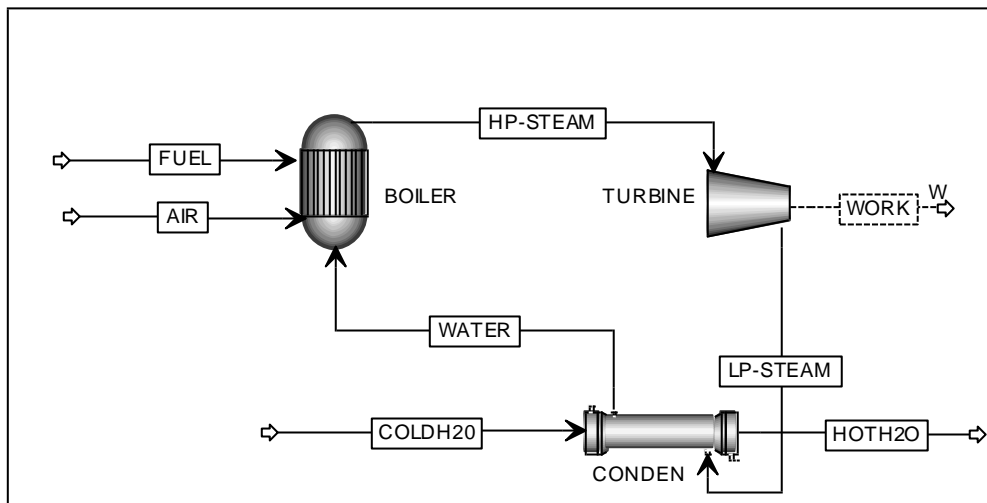 HP-STEAM
FUEL
BOILER
TURBINE
W
WORK
AIR
WATER
LP-STEAM
COLDH20
HOTH2O
CONDEN